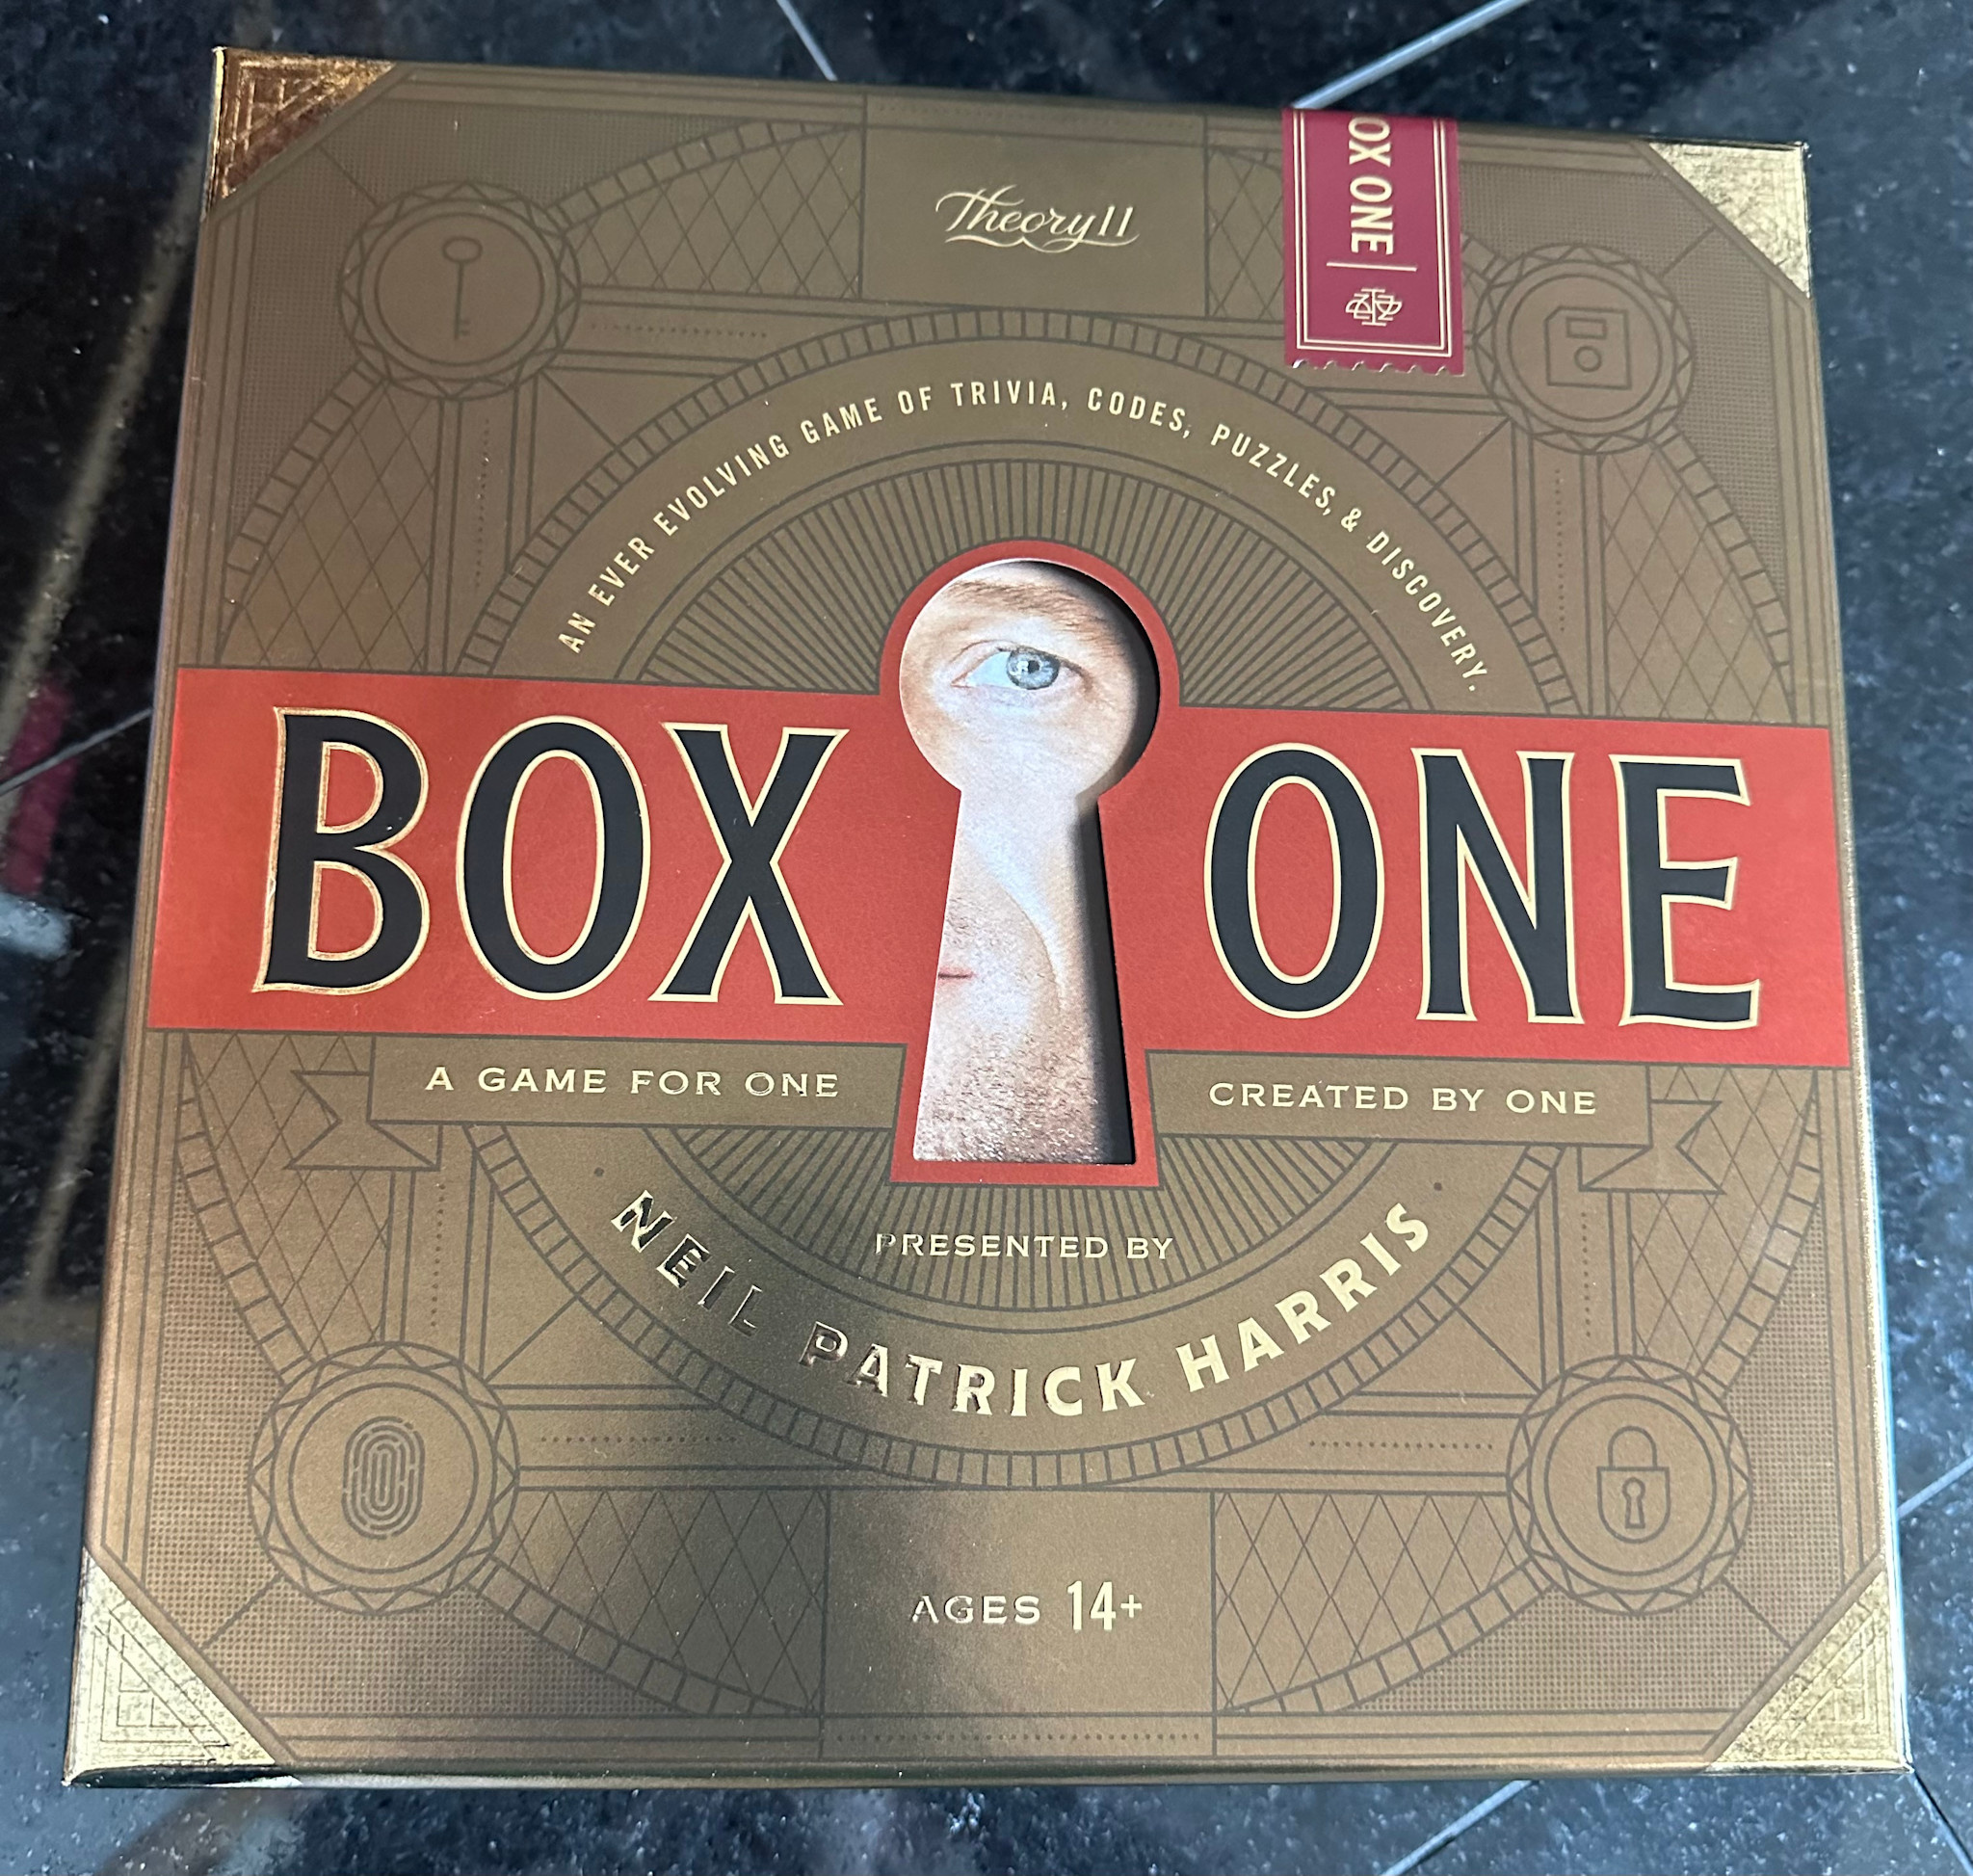 Theory11
OX ONE
AN EVER EVOLVING GAME OF TRIVIA, CODES, PUZZLES, & DISCOVERY.
BOX ONE
A GAME FOR ONE
CREATED BY ONE
PRESENTED BY
NEIL PATRICK HARRIS
AGES 14+